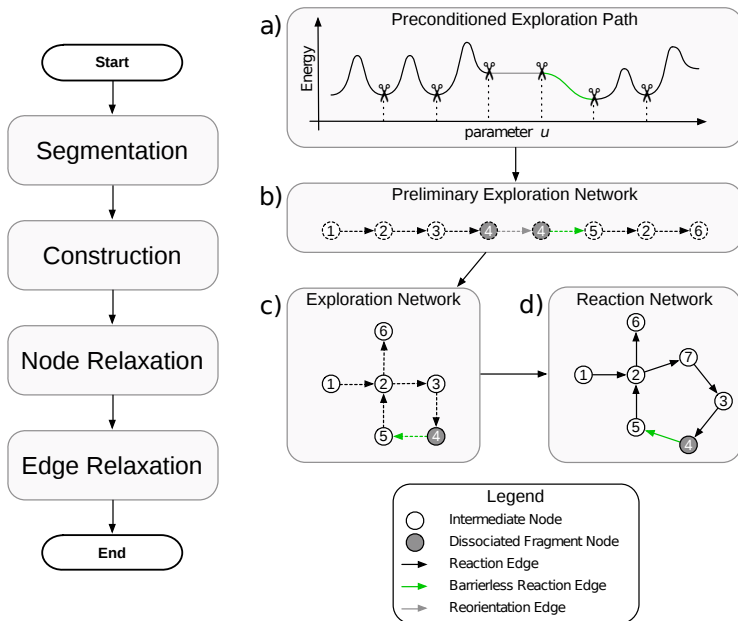 Start
Segmentation
Construction
Node Relaxation
Edge Relaxation
End
a)
Preconditioned Exploration Path
Energy
parameter u
b)
Preliminary Exploration Network
1 2 3 4 4 5 2 6
c)
Exploration Network
6
1 2 3
5 4
d)
Reaction Network
6
7
1 2
3
5
4
Legend
Intermediate Node
Dissociated Fragment Node
Reaction Edge
Barrierless Reaction Edge
Reorientation Edge